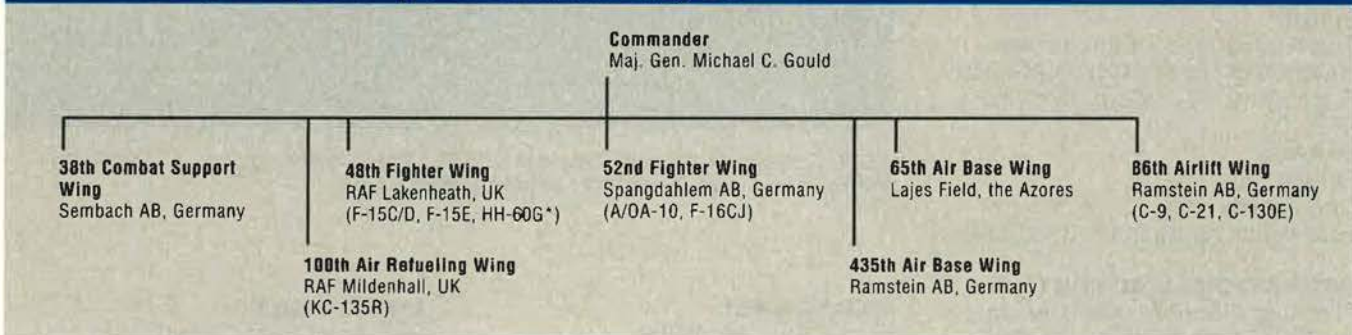 Commander
Maj. Gen. Michael C. Gould
38th Combat Support
Wing
Sembach AB, Germany
48th Fighter Wing
RAF Lakenheath, UK
(F-15C/D, F-15E, HH-60G*)
52nd Fighter Wing
Spangdahlem AB, Germany
(A/OA-10, F-16CJ)
65th Air Base Wing
Lajes Field, the Azores
86th Airlift Wing
Ramstein AB, Germany
(C-9, C-21, C-130E)
100th Air Refueling Wing
RAF Mildenhall, UK
(KC-135R)
435th Air Base Wing
Ramstein AB, Germany